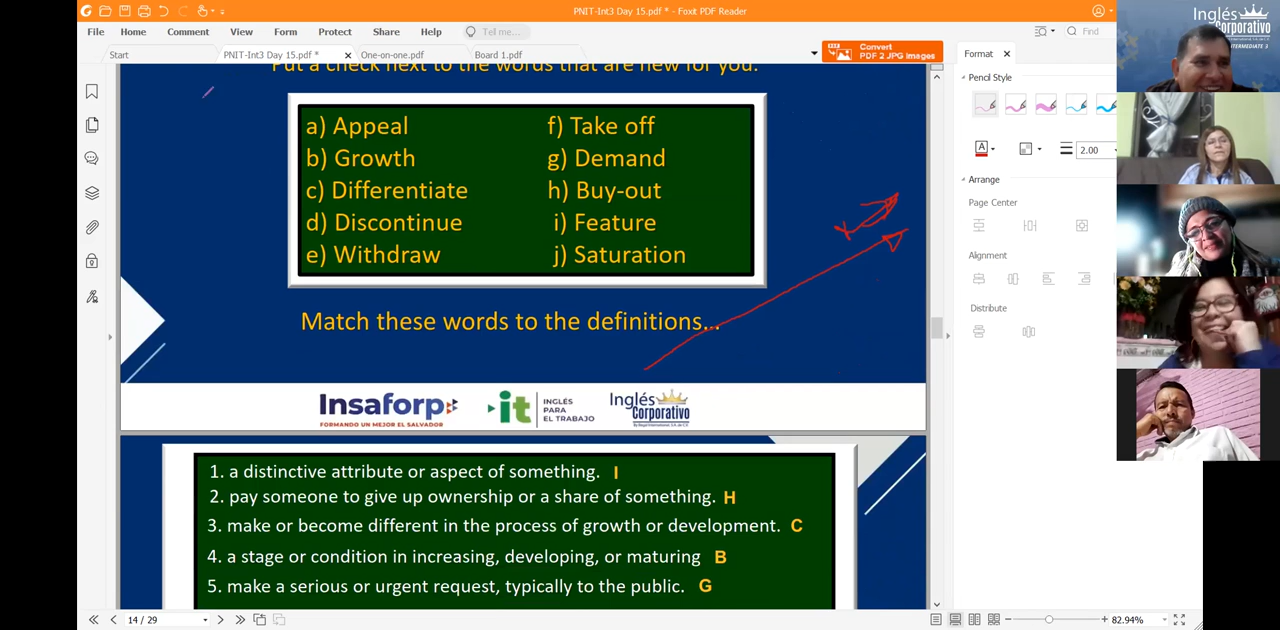 PNIT-Int3 Day 15.pdf * - Foxit PDF Reader
File Home Comment View Form Protect Share Help Tell me... Find
Start PNIT-Int3 Day 15.pdf * One-on-one.pdf Board 1.pdf
Convert
PDF 2 JPG Images
Put a check next to the words that are new for you.
a) Appeal
b) Growth
c) Differentiate
d) Discontinue
e) Withdraw
f) Take off
g) Demand
h) Buy-out
i) Feature
j) Saturation
Match these words to the definitions...
Insaforp
FORMANDO UN MEJOR EL SALVADOR
it
INGLÉS
PARA
EL TRABAJO
Inglés
Corporativo
1. a distinctive attribute or aspect of something. I
2. pay someone to give up ownership or a share of something. H
3. make or become different in the process of growth or development. C
4. a stage or condition in increasing, developing, or maturing B
5. make a serious or urgent request, typically to the public. G
14 / 29
82.94%
Format
Pencil Style
2.00
Arrange
Page Center
Alignment
Distribute
Inglés
Corporativo
INTERMEDIATE 3